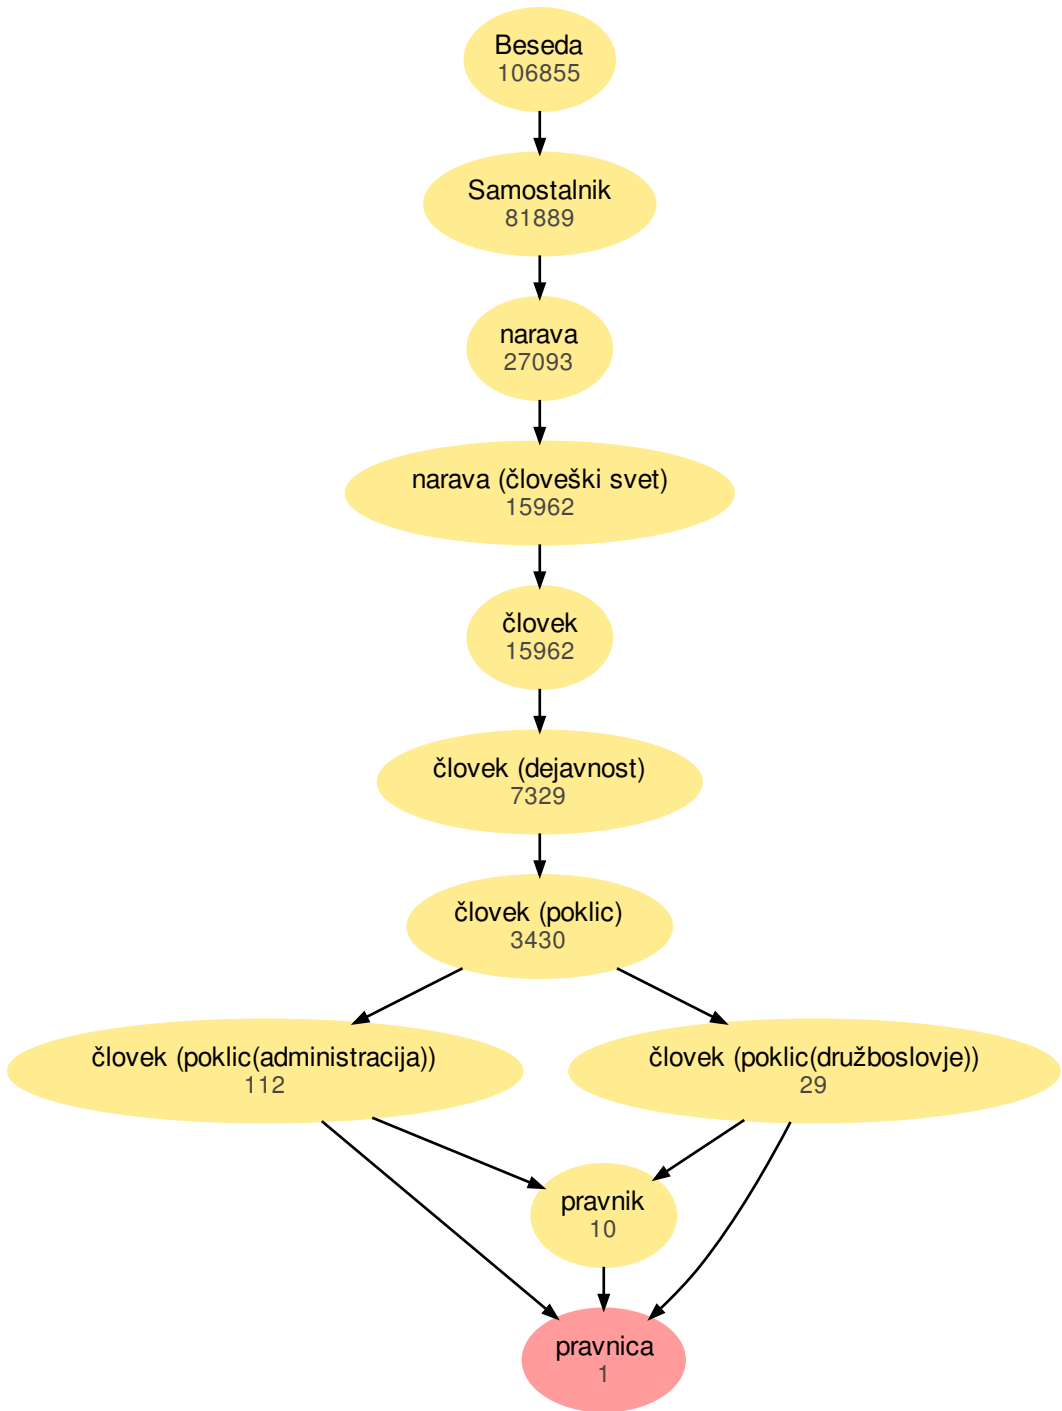 Beseda
106855
Samostalnik
81889
narava
27093
narava (človeški svet)
15962
človek
15962
človek (dejavnost)
7329
človek (poklic)
3430
človek (poklic(administracija))
112
človek (poklic(družboslovje))
29
pravnik
10
pravnica
1